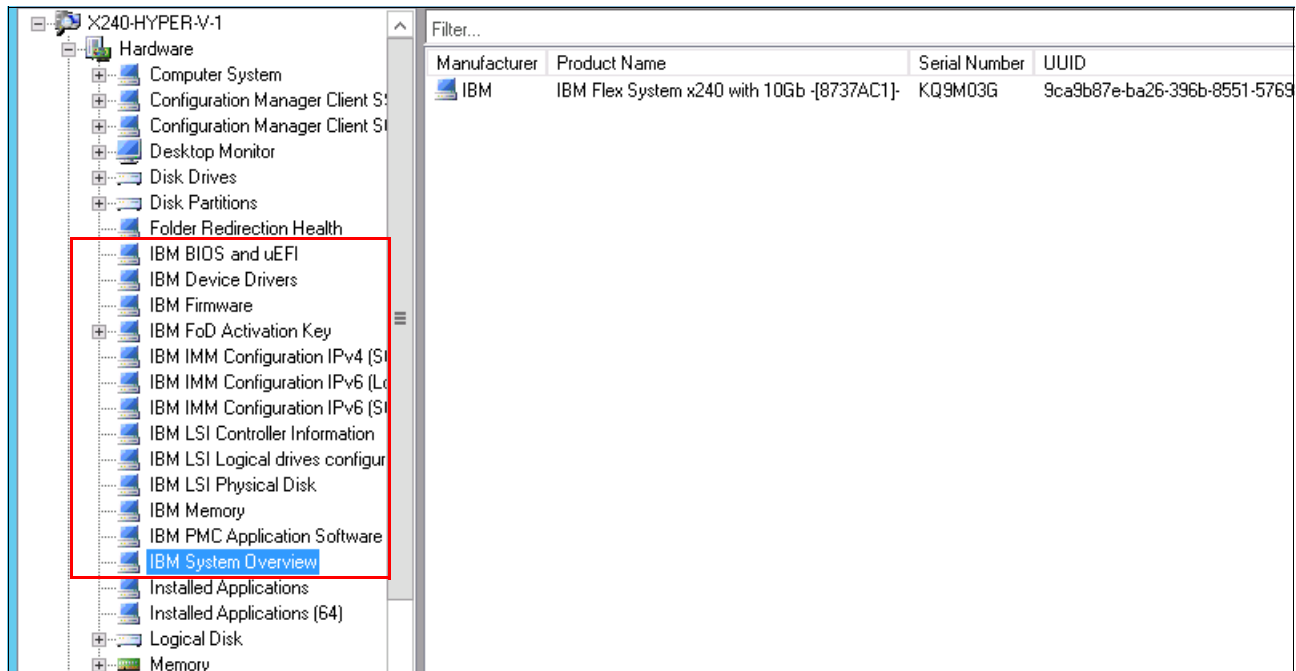 X240-HYPER-V-1
Hardware
Computer System
Configuration Manager Client
Configuration Manager Client
Desktop Monitor
Disk Drives
Disk Partitions
Folder Redirection Health
IBM BIOS and uEFI
IBM Device Drivers
IBM Firmware
IBM FoD Activation Key
IBM IMM Configuration IPv4
IBM IMM Configuration IPv6
IBM IMM Configuration IPv6
IBM LSI Controller Information
IBM LSI Logical drives configur
IBM LSI Physical Disk
IBM Memory
IBM PMC Application Software
IBM System Overview
Installed Applications
Installed Applications (64)
Logical Disk
Memory
Filter...
Manufacturer Product Name Serial Number UUID
IBM IBM Flex System x240 with 10Gb -[8737AC1]- KQ9M03G 9ca9b87e-ba26-396b-8551-5769